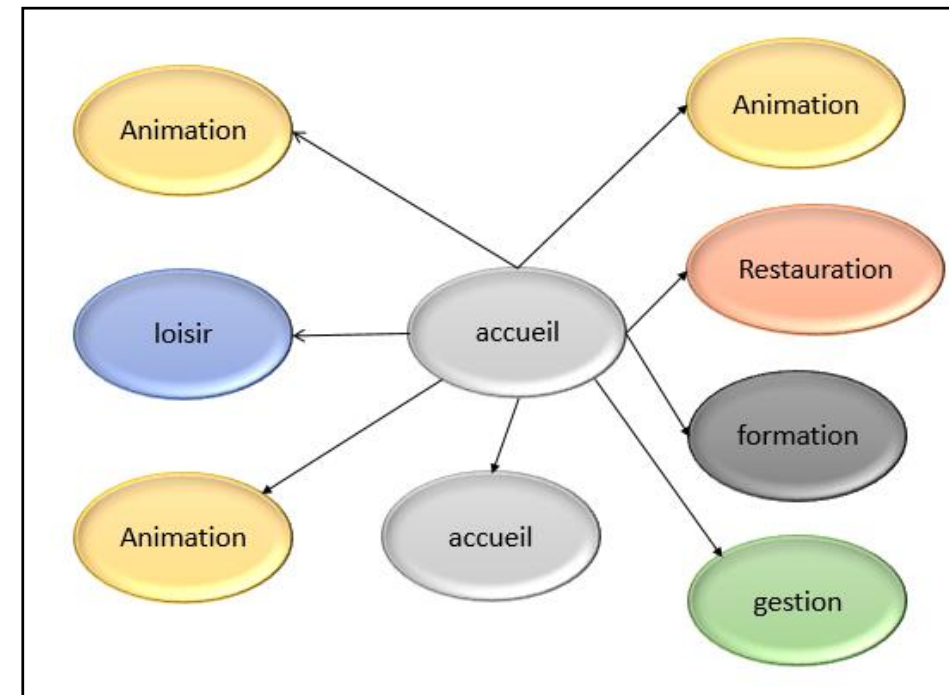 Animation
Animation
Restauration
loisir
accueil
formation
Animation
accueil
gestion